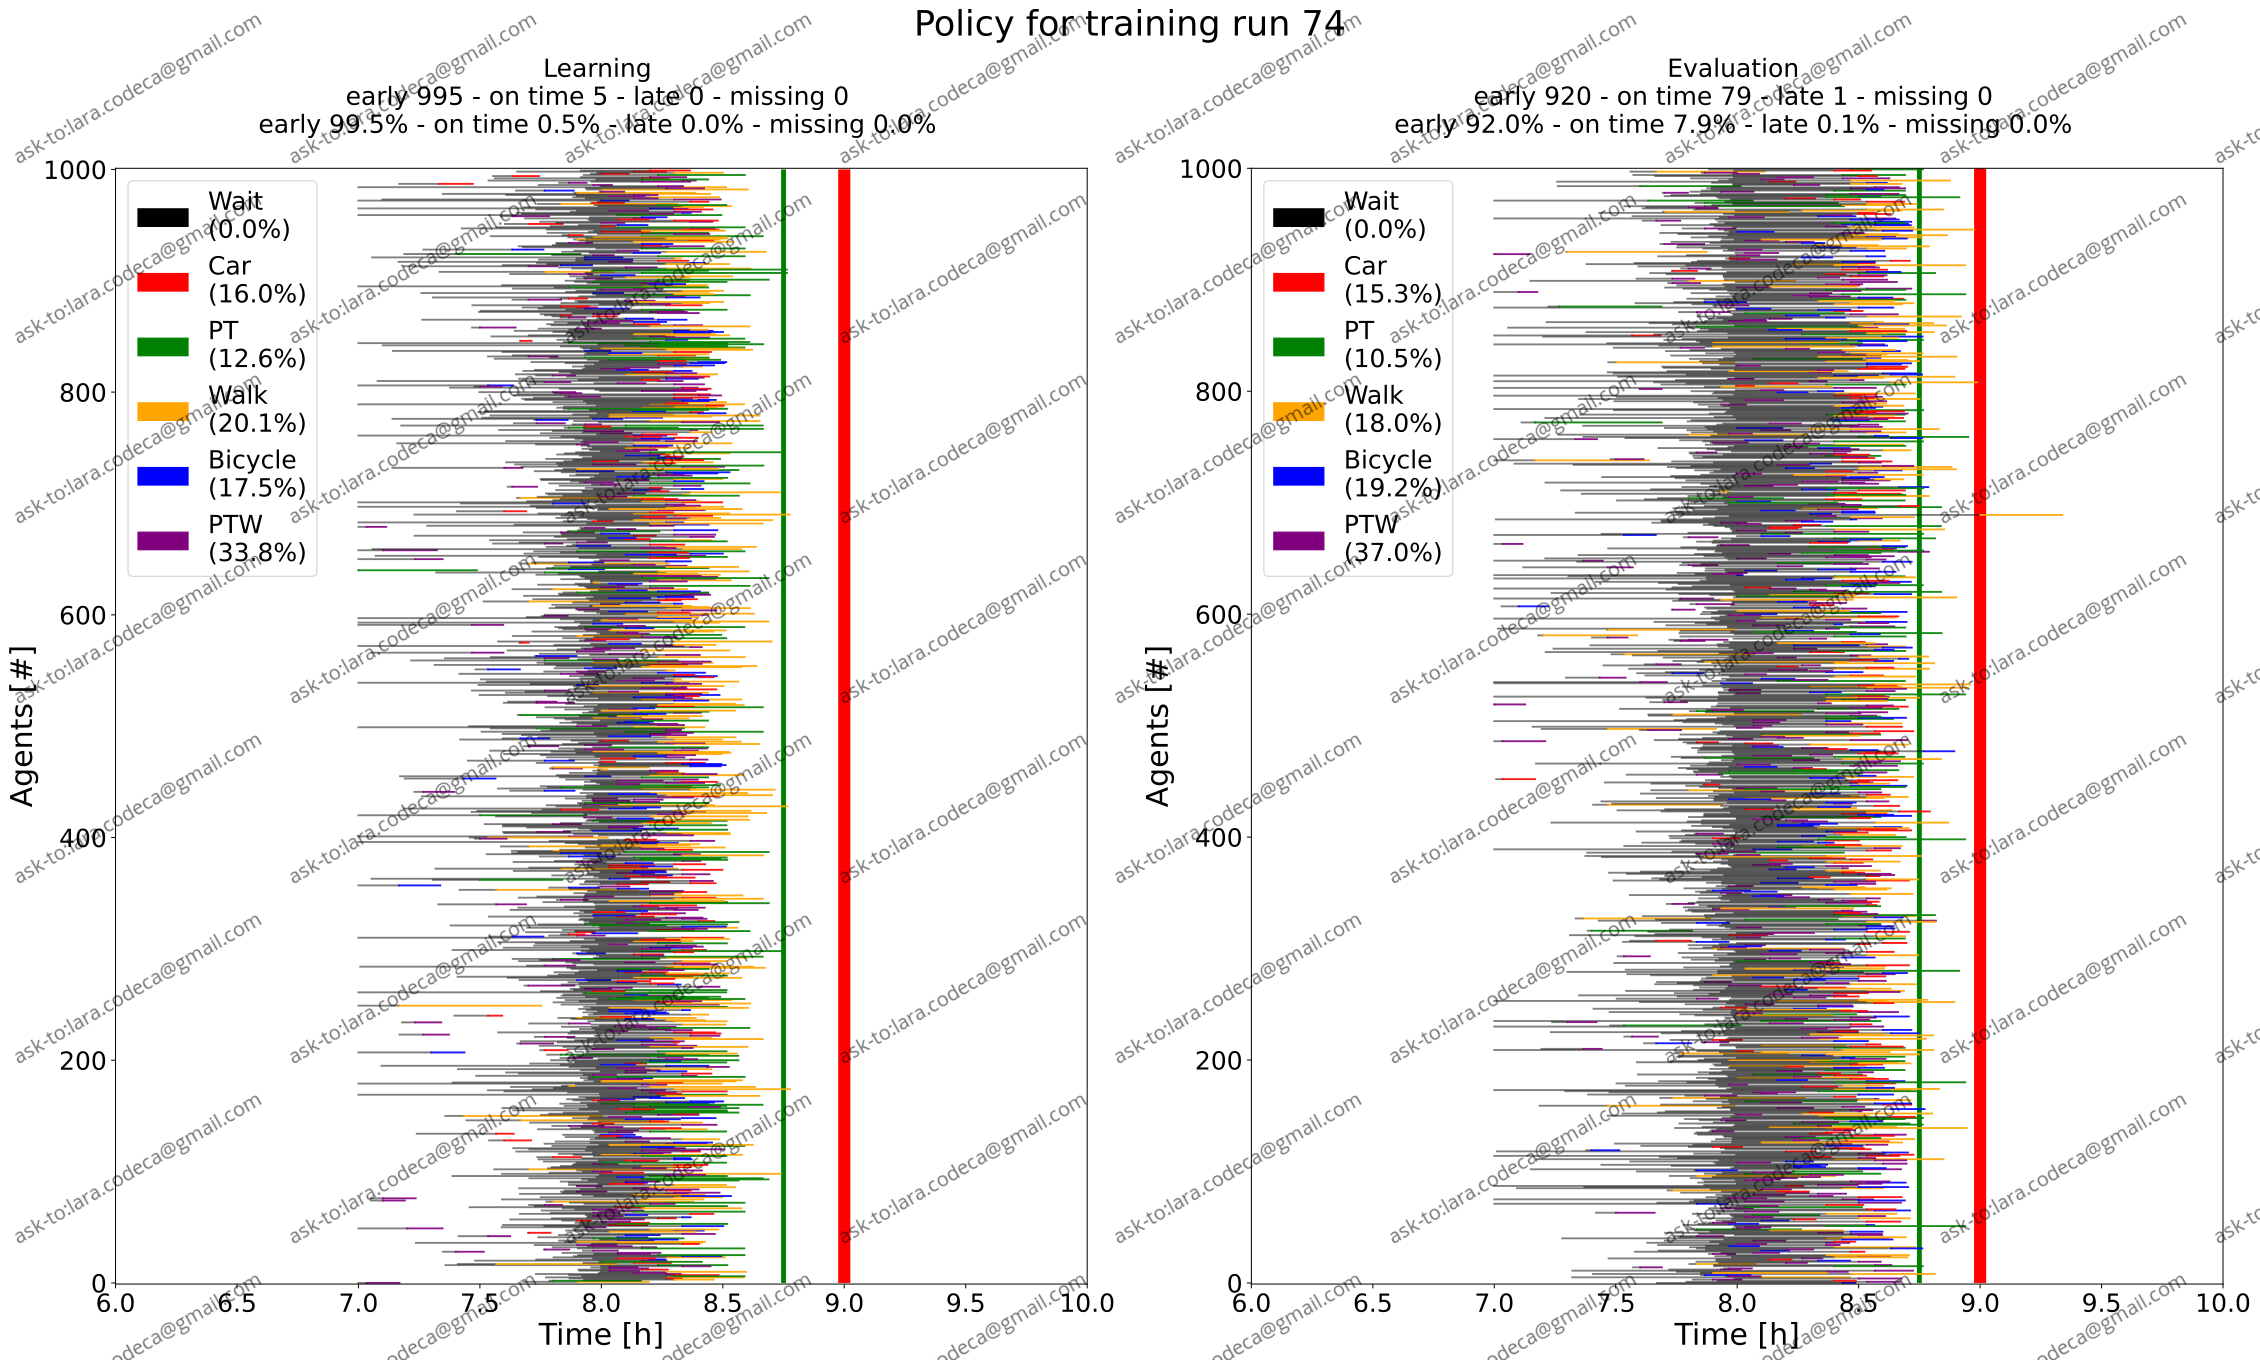 Policy for training run 74
Learning
early 995 - on time 5 - late 0 - missing 0
early 99.5% - on time 0.5% - late 0.0% - missing 0.0%
Agents [#]
1000
800
600
400
200
0
Wait
(0.0%)
Car
(16.0%)
PT
(12.6%)
Walk
(20.1%)
Bicycle
(17.5%)
PTW
(33.8%)
6.0 6.5 7.0 7.5 8.0 8.5 9.0 9.5 10.0
Time [h]
Evaluation
early 920 - on time 79 - late 1 - missing 0
early 92.0% - on time 7.9% - late 0.1% - missing 0.0%
Agents [#]
1000
800
600
400
200
0
Wait
(0.0%)
Car
(15.3%)
PT
(10.5%)
Walk
(18.0%)
Bicycle
(19.2%)
PTW
(37.0%)
6.0 6.5 7.0 7.5 8.0 8.5 9.0 9.5 10.0
Time [h]
ask-to:lara.codeca@gmail.com